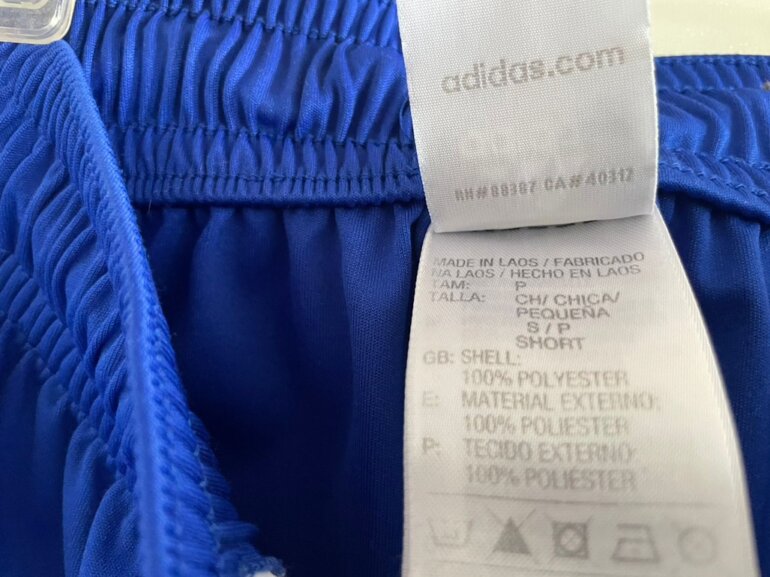 adidas.com
RN#88387 CA#40312
MADE IN LAOS / FABRICADO
NA LAOS / HECHO EN LAOS
TAM: P
TALLA: CH/ CHICA/
PEQUEÑA
S / P
SHORT
GB: SHELL:
100% POLYESTER
E: MATERIAL EXTERNO:
100% POLIESTER
P: TECIDO EXTERNO:
100% POLIÉSTER